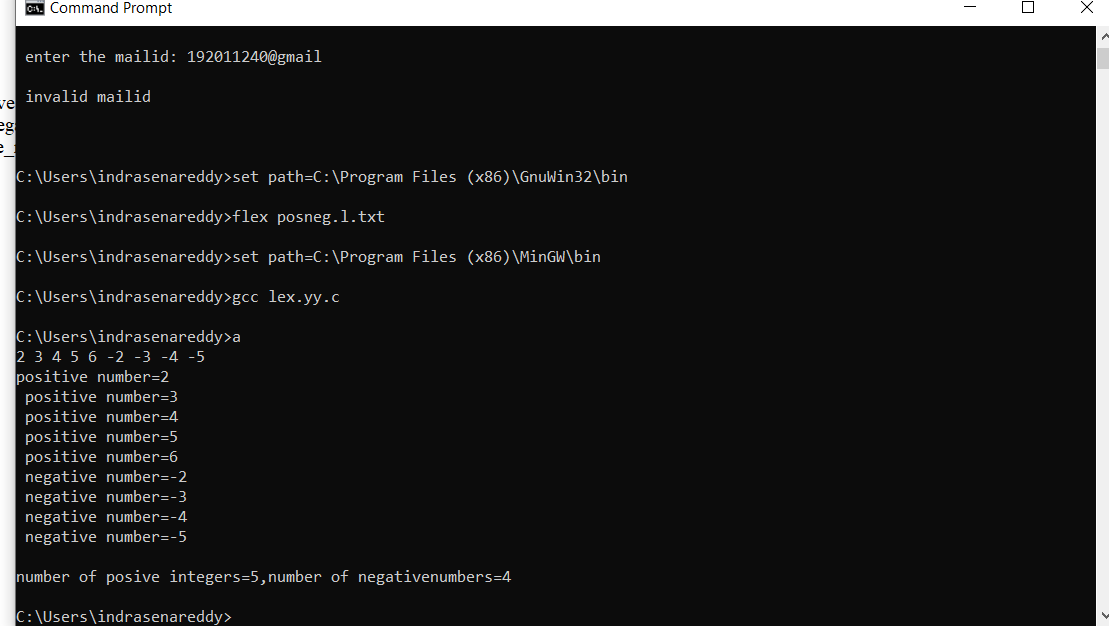 Command Prompt
enter the mailid: 192011240@gmail
invalid mailid
C:\Users\indrasenareddy>set path=C:\Program Files (x86)\GnuWin32\bin
C:\Users\indrasenareddy>flex posneg.l.txt
C:\Users\indrasenareddy>set path=C:\Program Files (x86)\MinGW\bin
C:\Users\indrasenareddy>gcc lex.yy.c
C:\Users\indrasenareddy>a
2 3 4 5 6 -2 -3 -4 -5
positive number=2
positive number=3
positive number=4
positive number=5
positive number=6
negative number=-2
negative number=-3
negative number=-4
negative number=-5
number of posive integers=5,number of negativenumbers=4
C:\Users\indrasenareddy>